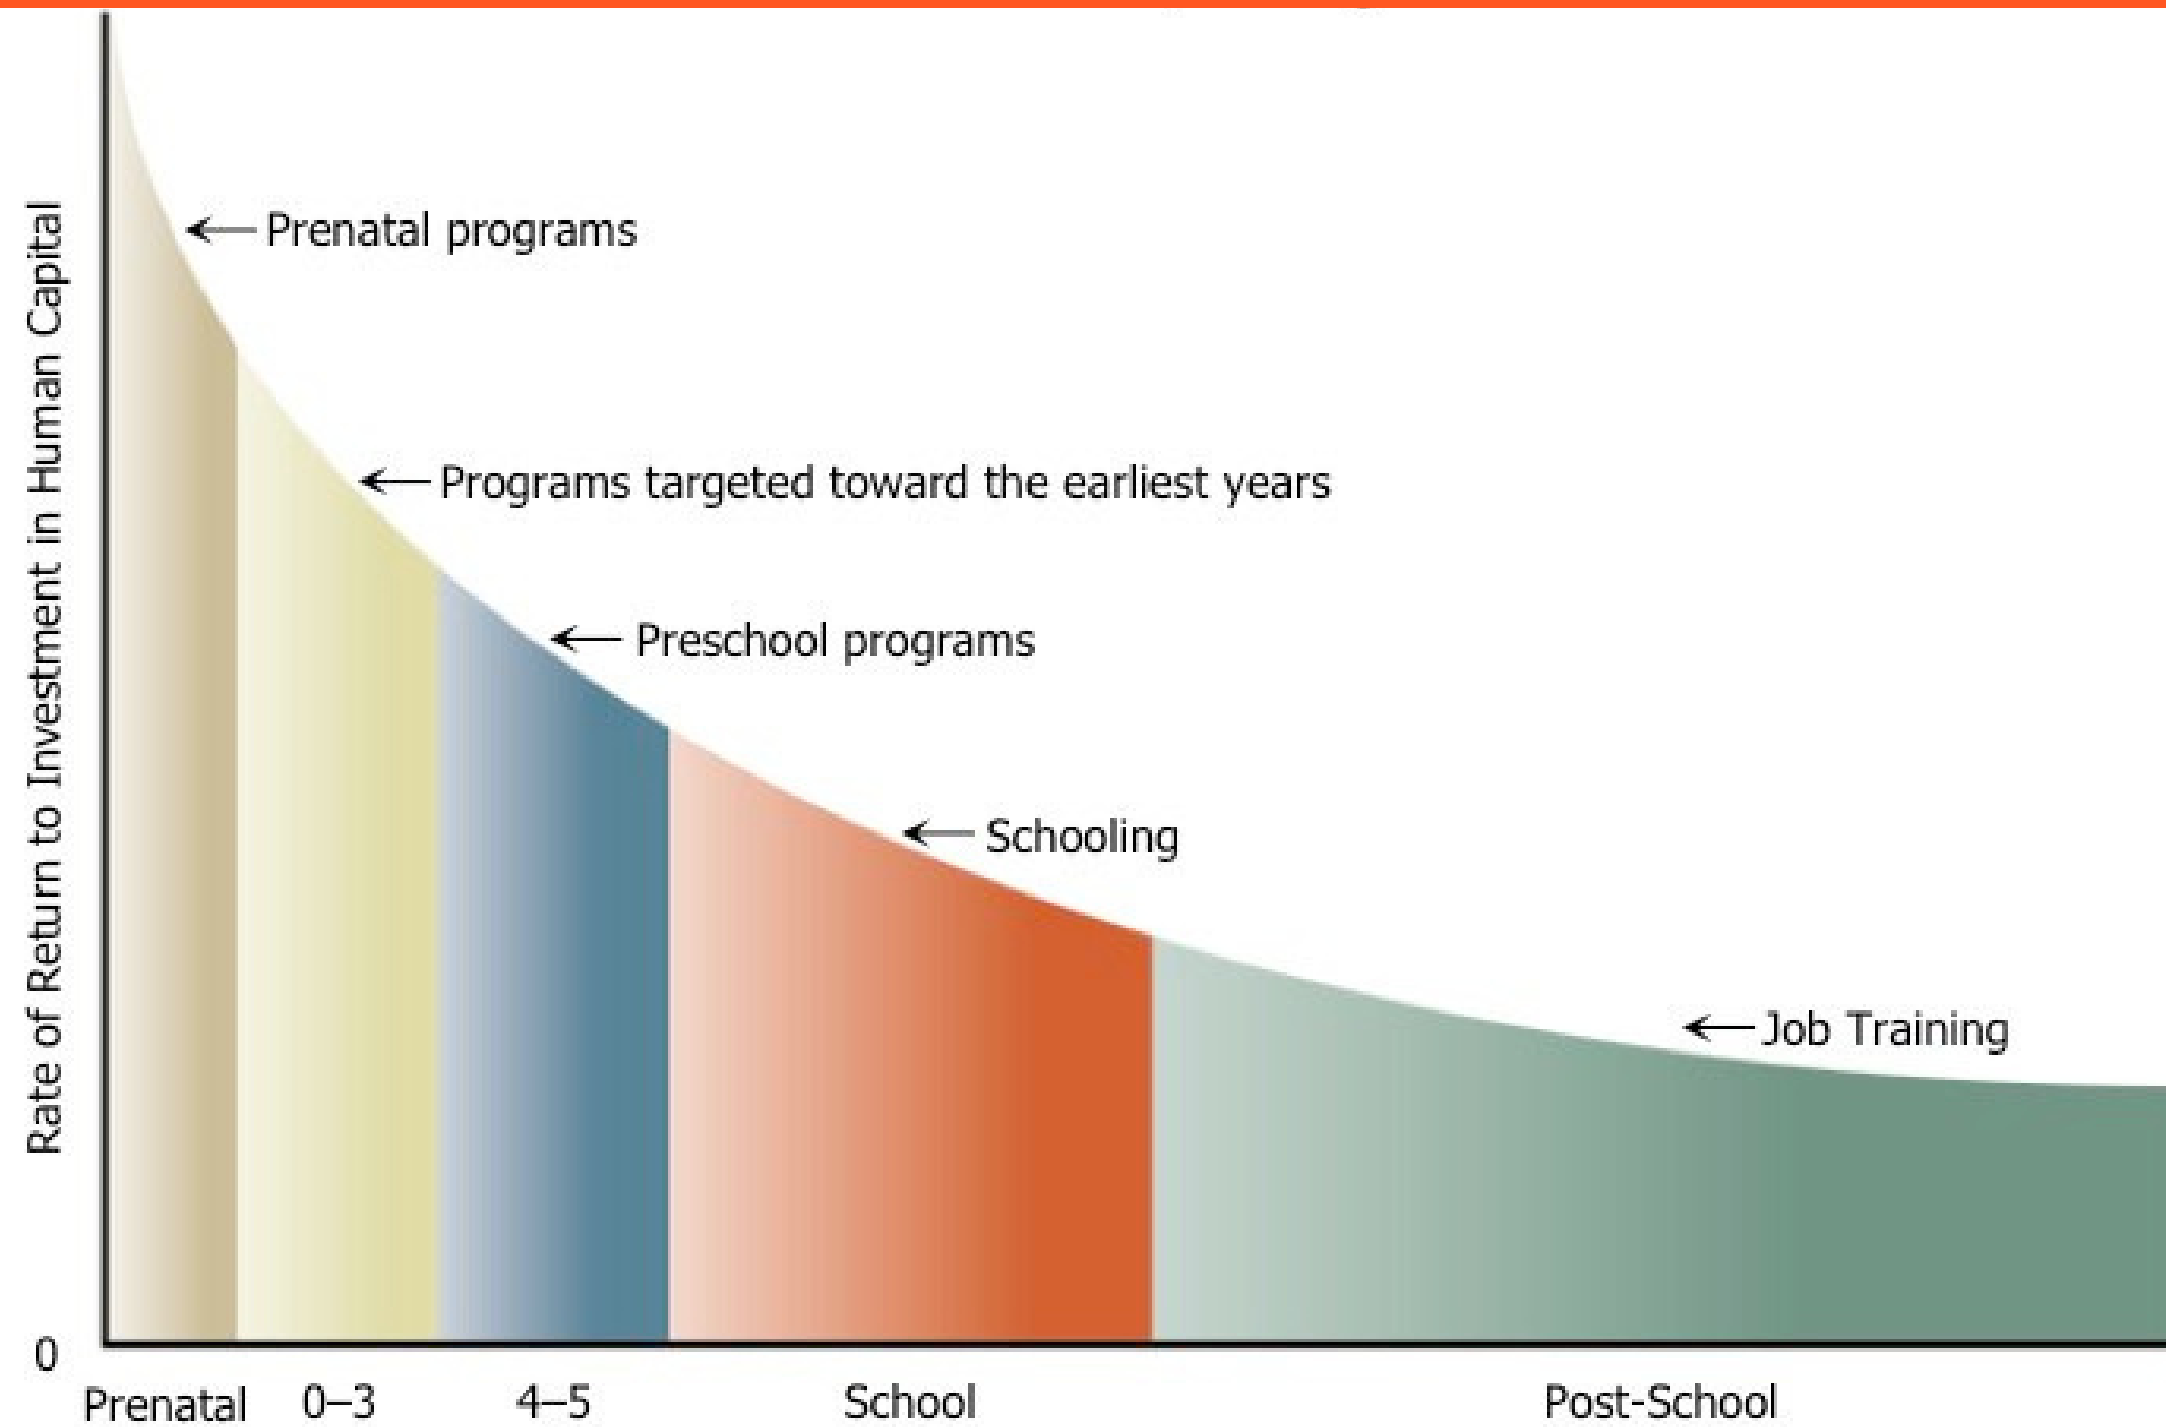 Rate of Return to Investment in Human Capital
Prenatal programs
Programs targeted toward the earliest years
Preschool programs
Schooling
Job Training
0
Prenatal 0–3 4–5 School Post-School